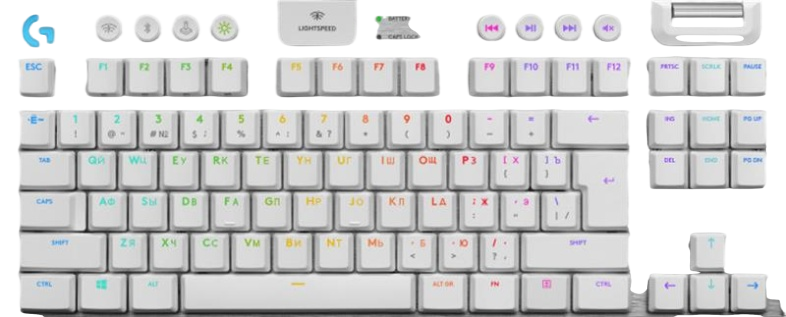 LIGHTSPEED
BATTERY
CAPS LOCK
ESC F1 F2 F3 F4 F5 F6 F7 F8 F9 F10 F11 F12 PRTSC SCRLK PAUSE
1 2 3 4 5 6 7 8 9 0 - = ← INS HOME PG UP
! @ " # № $ ; % ^ : & ? * ( ) _ +
TAB QЙ WЦ EУ RК TЕ YН UГ IШ OЩ PЗ [ Х ] Ъ DEL END PG DN
{ }
CAPS AФ SЫ DВ FА GП HР JО KЛ LД ; Ж ' Э \ ↵
: " | /
SHIFT ZЯ XЧ CС VМ BИ NТ MЬ , Б . Ю / . SHIFT ↑
< > ? ,
CTRL ALT ALT GR FN CTRL ← ↓ →